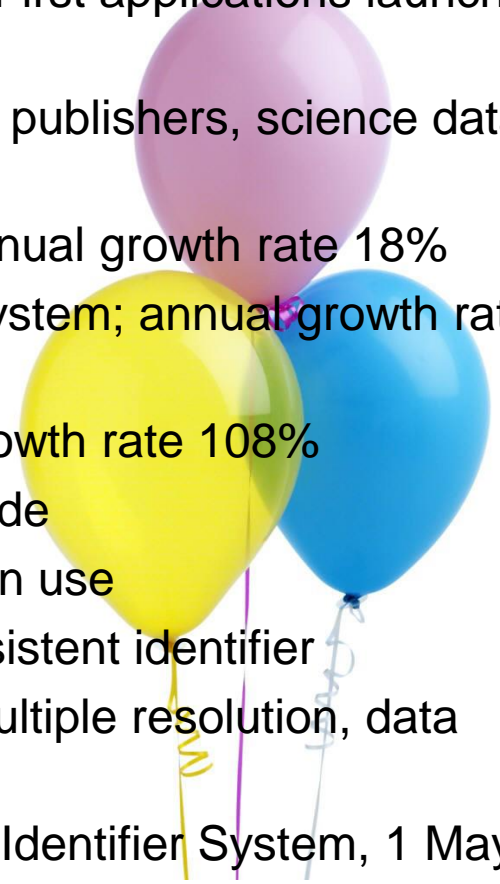 First applications launch
publishers, science dat
nual growth rate 18%
ystem; annual growth rat
owth rate 108%
de
n use
sistent identifier
ultiple resolution, data
Identifier System, 1 May